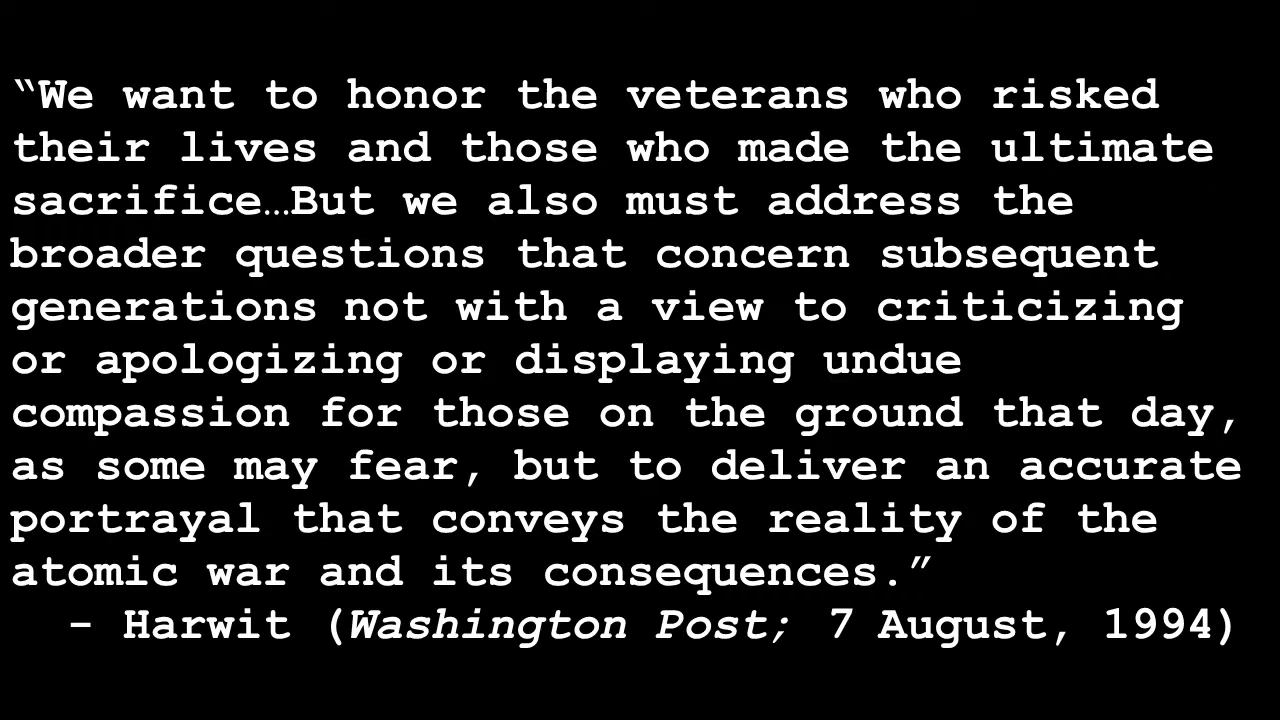 “We want to honor the veterans who risked
their lives and those who made the ultimate
sacrifice…But we also must address the
broader questions that concern subsequent
generations not with a view to criticizing
or apologizing or displaying undue
compassion for those on the ground that day,
as some may fear, but to deliver an accurate
portrayal that conveys the reality of the
atomic war and its consequences.”
- Harwit (Washington Post; 7 August, 1994)